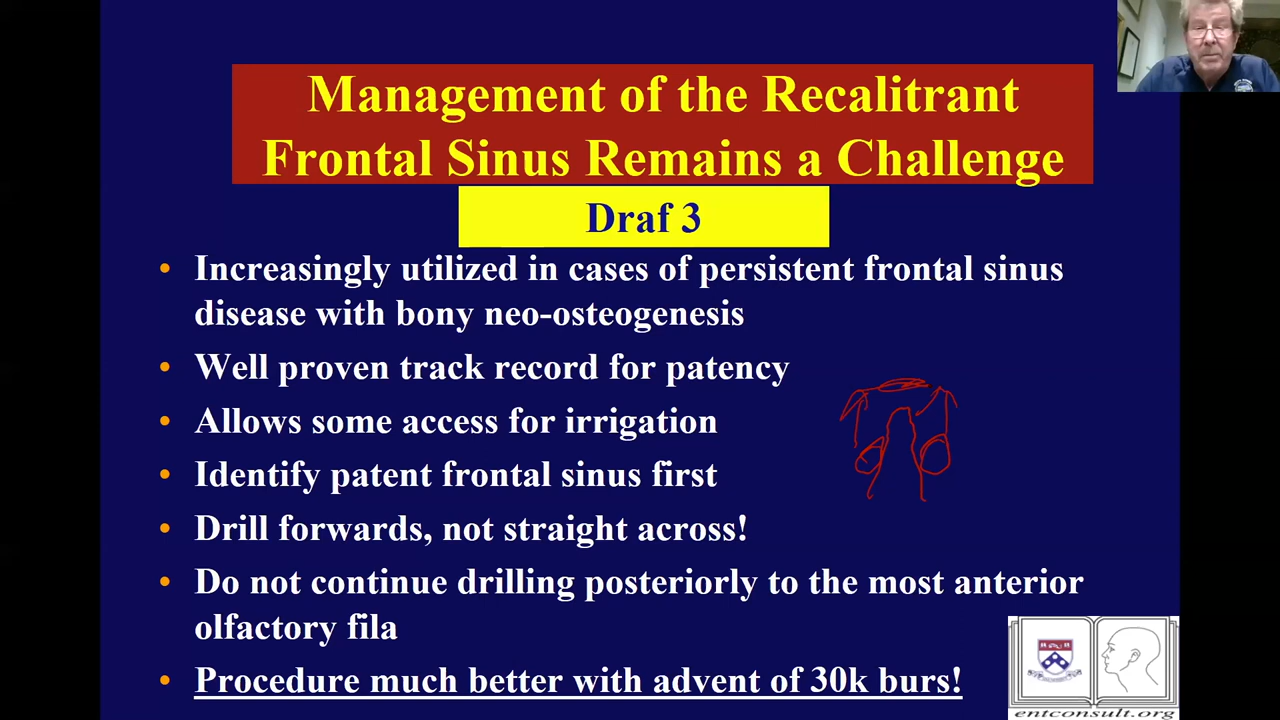 Management of the Recalitrant
Frontal Sinus Remains a Challenge
Draf 3
• Increasingly utilized in cases of persistent frontal sinus
disease with bony neo-osteogenesis
• Well proven track record for patency
• Allows some access for irrigation
• Identify patent frontal sinus first
• Drill forwards, not straight across!
• Do not continue drilling posteriorly to the most anterior
olfactory fila
• Procedure much better with advent of 30k burs!
entconsult.org